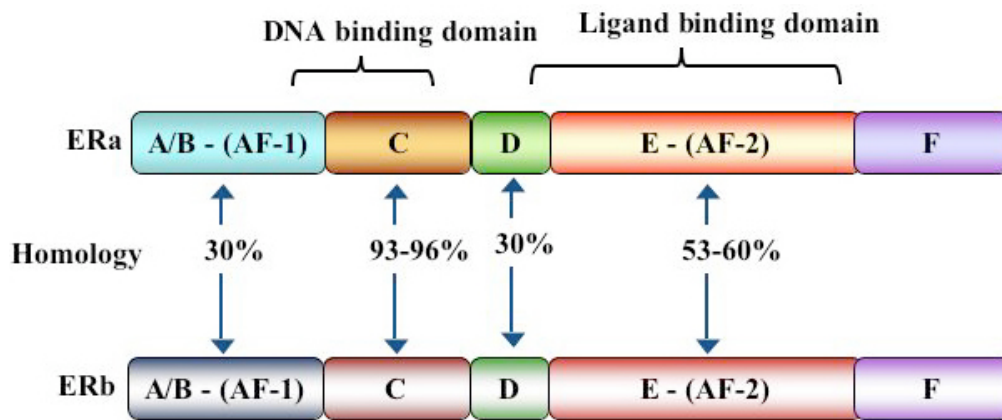 DNA binding domain
Ligand binding domain
ERa
A/B - (AF-1)
C
D
E - (AF-2)
F
Homology
30%
93-96%
30%
53-60%
ERb
A/B - (AF-1)
C
D
E - (AF-2)
F